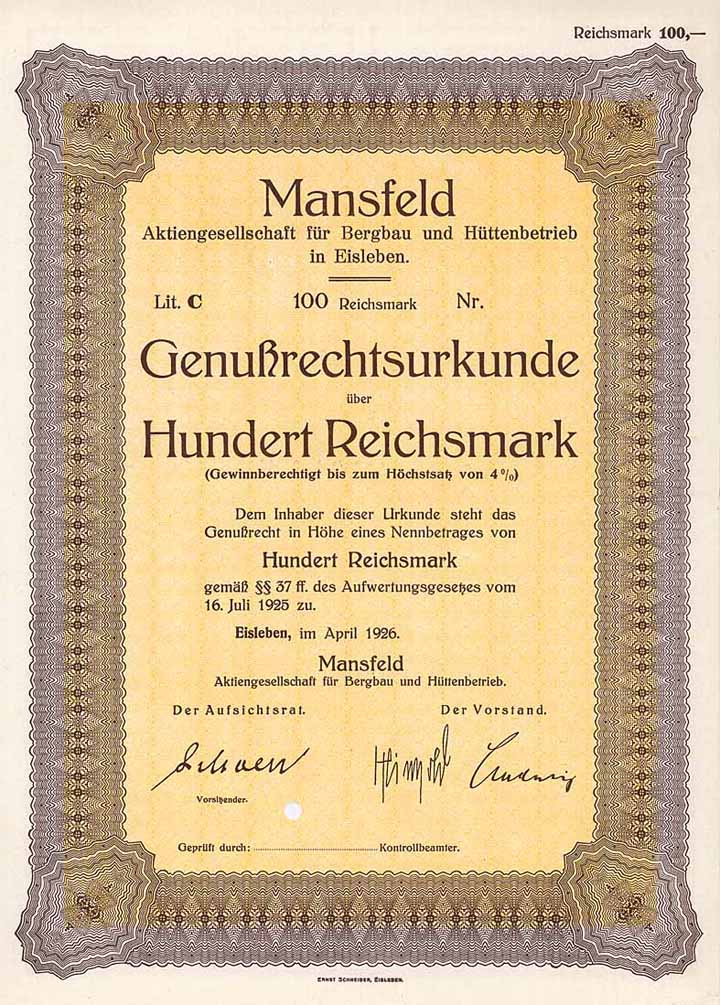 Reichsmark 100,—
Mansfeld
Aktiengesellschaft für Bergbau und Hüttenbetrieb
in Eisleben.
Lit. C 100 Reichsmark Nr.
Genußrechtsurkunde
über
Hundert Reichsmark
(Gewinnberechtigt bis zum Höchstsatz von 4%)
Dem Inhaber dieser Urkunde steht das
Genußrecht in Höhe eines Nennbetrages von
Hundert Reichsmark
gemäß §§ 37 ff. des Aufwertungsgesetzes vom
16. Juli 1925 zu.
Eisleben, im April 1926.
Mansfeld
Aktiengesellschaft für Bergbau und Hüttenbetrieb.
Der Aufsichtsrat. Der Vorstand.
Ludwig
Vorsitzender.
Geprüft durch: Kontrollbeamter.
ERNST SCHNEIDER, EISLEBEN.